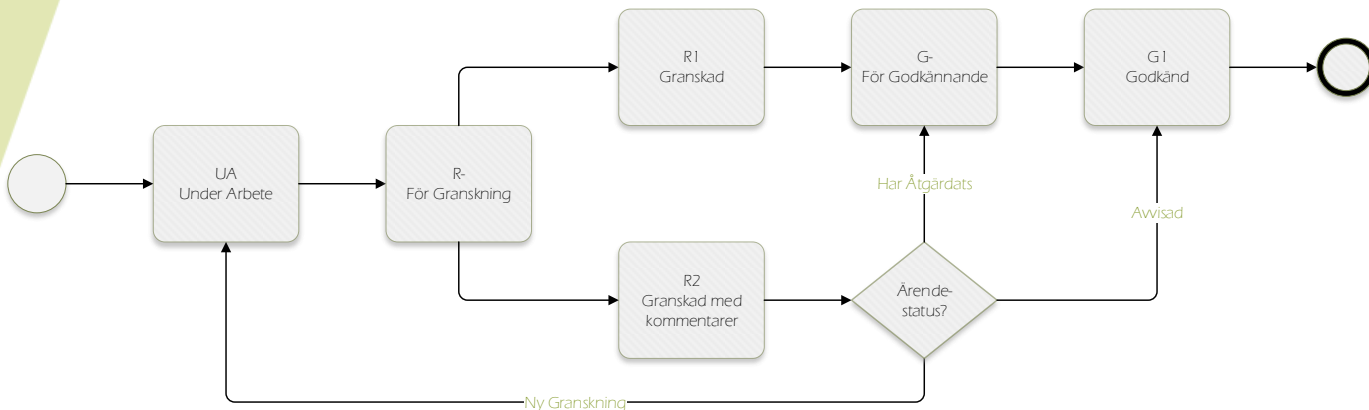 R1
Granskad
G-
För Godkännande
G1
Godkänd
UA
Under Arbete
R-
För Granskning
Har Åtgärdats
Avvisad
R2
Granskad med
kommentarer
Ärende-
status?
Ny Granskning